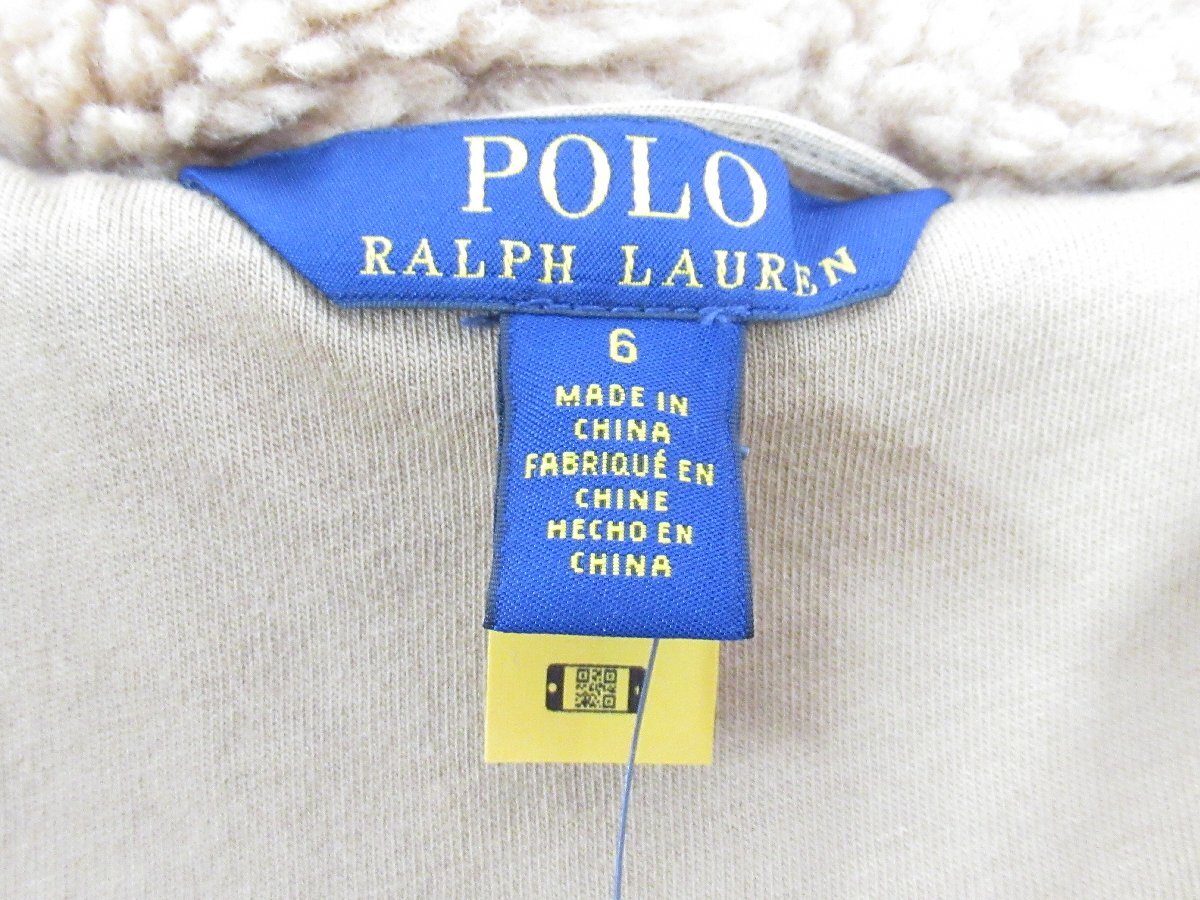 POLO
RALPH LAUREN
6
MADE IN
CHINA
FABRIQUÉ EN
CHINE
HECHO EN
CHINA